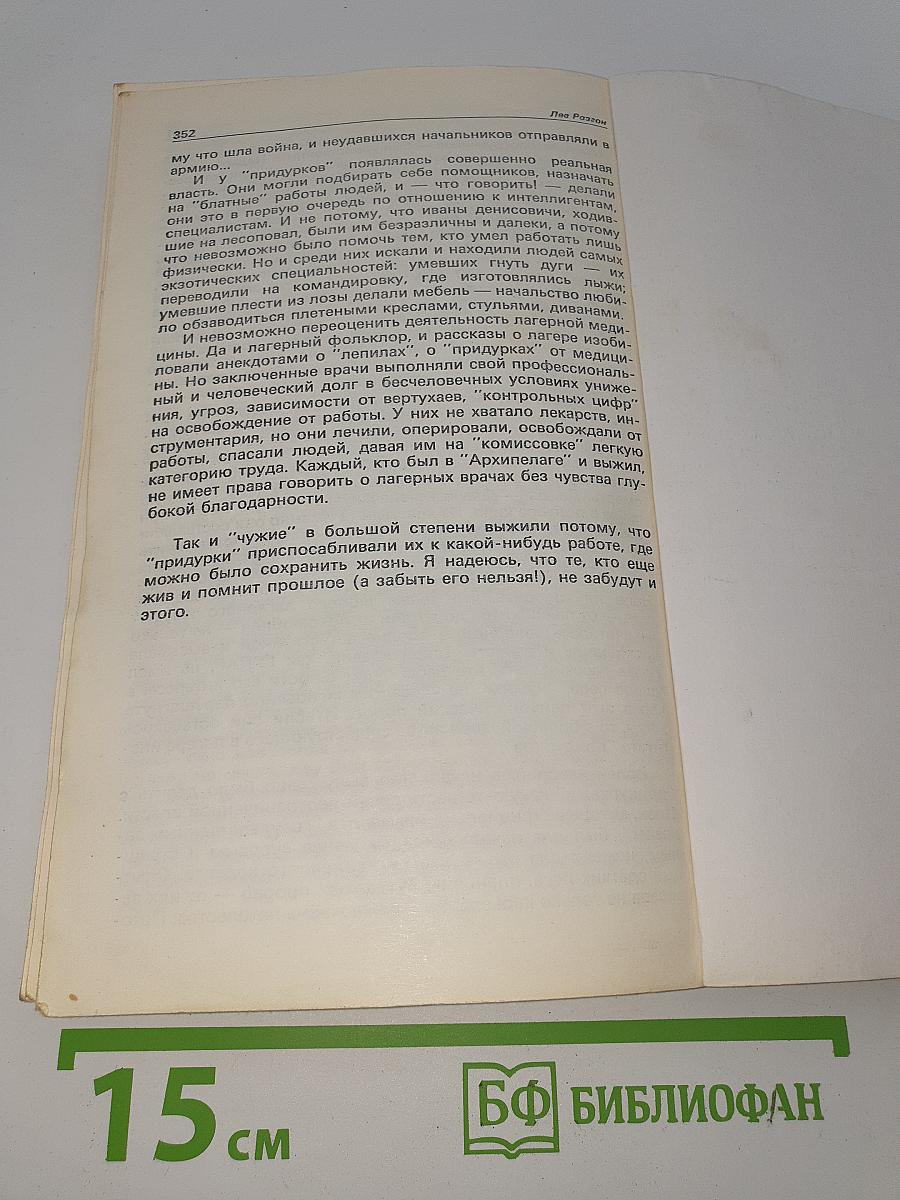 352
Лев Разгон
му что шла война, и неудавшихся начальников отправляли в
армию...
И у "придурков" появлялась совершенно реальная
власть. Они могли подбирать себе помощников, назначать
на "блатные" работы людей, и — что говорить! — делали
они это в первую очередь по отношению к интеллигентам,
специалистам. И не потому, что иваны денисовичи, ходив-
шие на лесоповал, были им безразличны и далеки, а потому
что невозможно было помочь тем, кто умел работать лишь
физически. Но и среди них искали и находили людей самых
экзотических специальностей: умевших гнуть дуги — их
переводили на командировку, где изготовлялись лыжи;
умевшие плести из лозы делали мебель — начальство люби-
ло обзаводиться плетеными креслами, стульями, диванами.
И невозможно переоценить деятельность лагерной меди-
цины. Да и лагерный фольклор, и рассказы о лагере изоби-
ловали анекдотами о "лепилах", о "придурках" от медици-
ны. Но заключенные врачи выполняли свой профессиональ-
ный и человеческий долг в бесчеловечных условиях униже-
ния, угроз, зависимости от вертухаев, "контрольных цифр"
на освобождение от работы. У них не хватало лекарств, ин-
струментария, но они лечили, оперировали, освобождали от
работы, спасали людей, давая им на "комиссовке" легкую
категорию труда. Каждый, кто был в "Архипелаге" и выжил,
не имеет права говорить о лагерных врачах без чувства глу-
бокой благодарности.
Так и "чужие" в большой степени выжили потому, что
"придурки" приспосабливали их к какой-нибудь работе, где
можно было сохранить жизнь. Я надеюсь, что те, кто еще
жив и помнит прошлое (а забыть его нельзя!), не забудут и
этого.
15 см
БФ БИБЛИОФАН